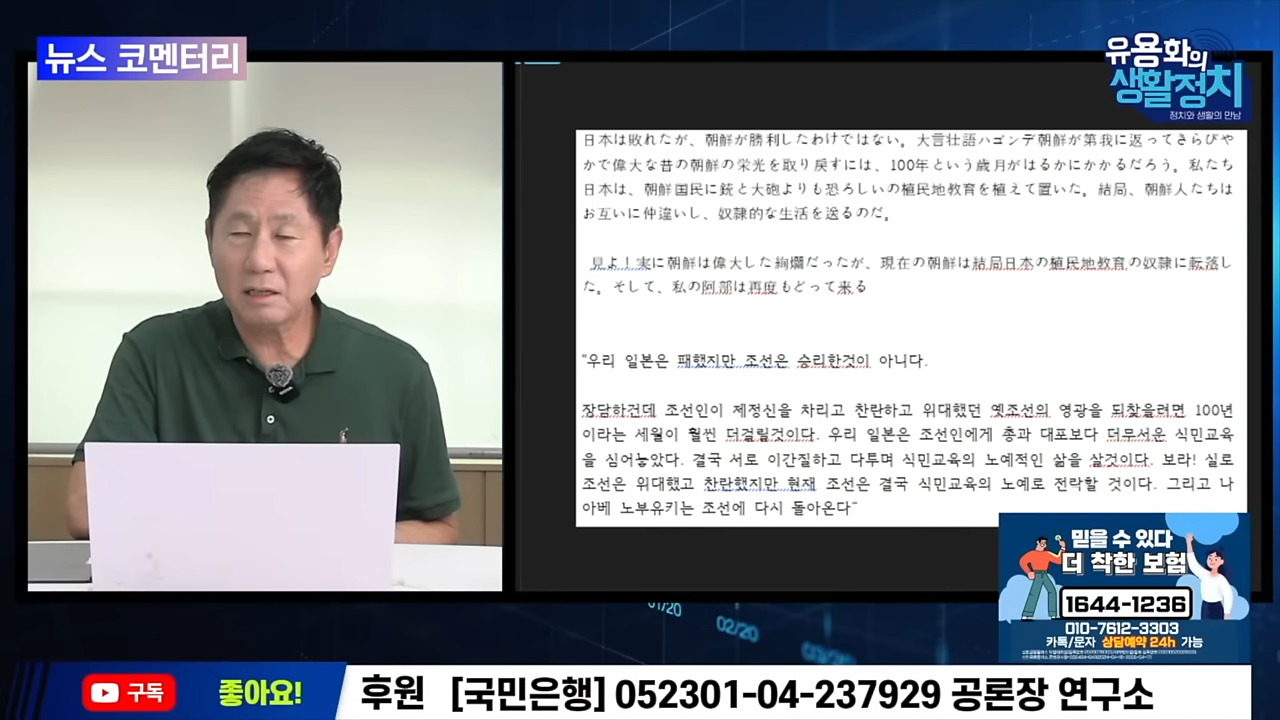 뉴스 코멘터리
유용화의
생활정치
정치와 생활의 만남
日本は敗れたが、朝鮮が勝利したわけではない。大言壮語ハゴンデ朝鮮が第我に返ってきらびや
かで偉大な昔の朝鮮の栄光を取り戻すには、100年という歳月がはるかにかかるだろう。私たち
日本は、朝鮮国民に銃と大砲よりも恐ろしいの植民地教育を植えて置いた。結局、朝鮮人たちは
お互いに仲違いし、奴隷的な生活を送るのだ。
見よ！実に朝鮮は偉大した絢爛だったが、現在の朝鮮は結局日本の植民地教育の奴隷に転落し
た。そして、私の阿部は再度もどって来る
"우리 일본은 패했지만 조선은 승리한것이 아니다.
장담하건데 조선인이 제정신을 차리고 찬란하고 위대했던 옛조선의 영광을 되찾을려면 100년
이라는 세월이 훨씬 더걸릴것이다. 우리 일본은 조선인에게 총과 대포보다 더무서운 식민교육
을 심어놓았다. 결국 서로 이간질하고 다투며 식민교육의 노예적인 삶을 살것이다. 보라! 실로
조선은 위대했고 찬란했지만 현재 조선은 결국 식민교육의 노예로 전락할 것이다. 그리고 나
아베 노부유키는 조선에 다시 돌아온다"
믿을 수 있다
더 착한 보험
1644-1236
010-7612-3303
카톡/문자 상담예약 24h 가능
01/20
02/20
구독
좋아요!
후원 [국민은행] 052301-04-237929 공론장 연구소